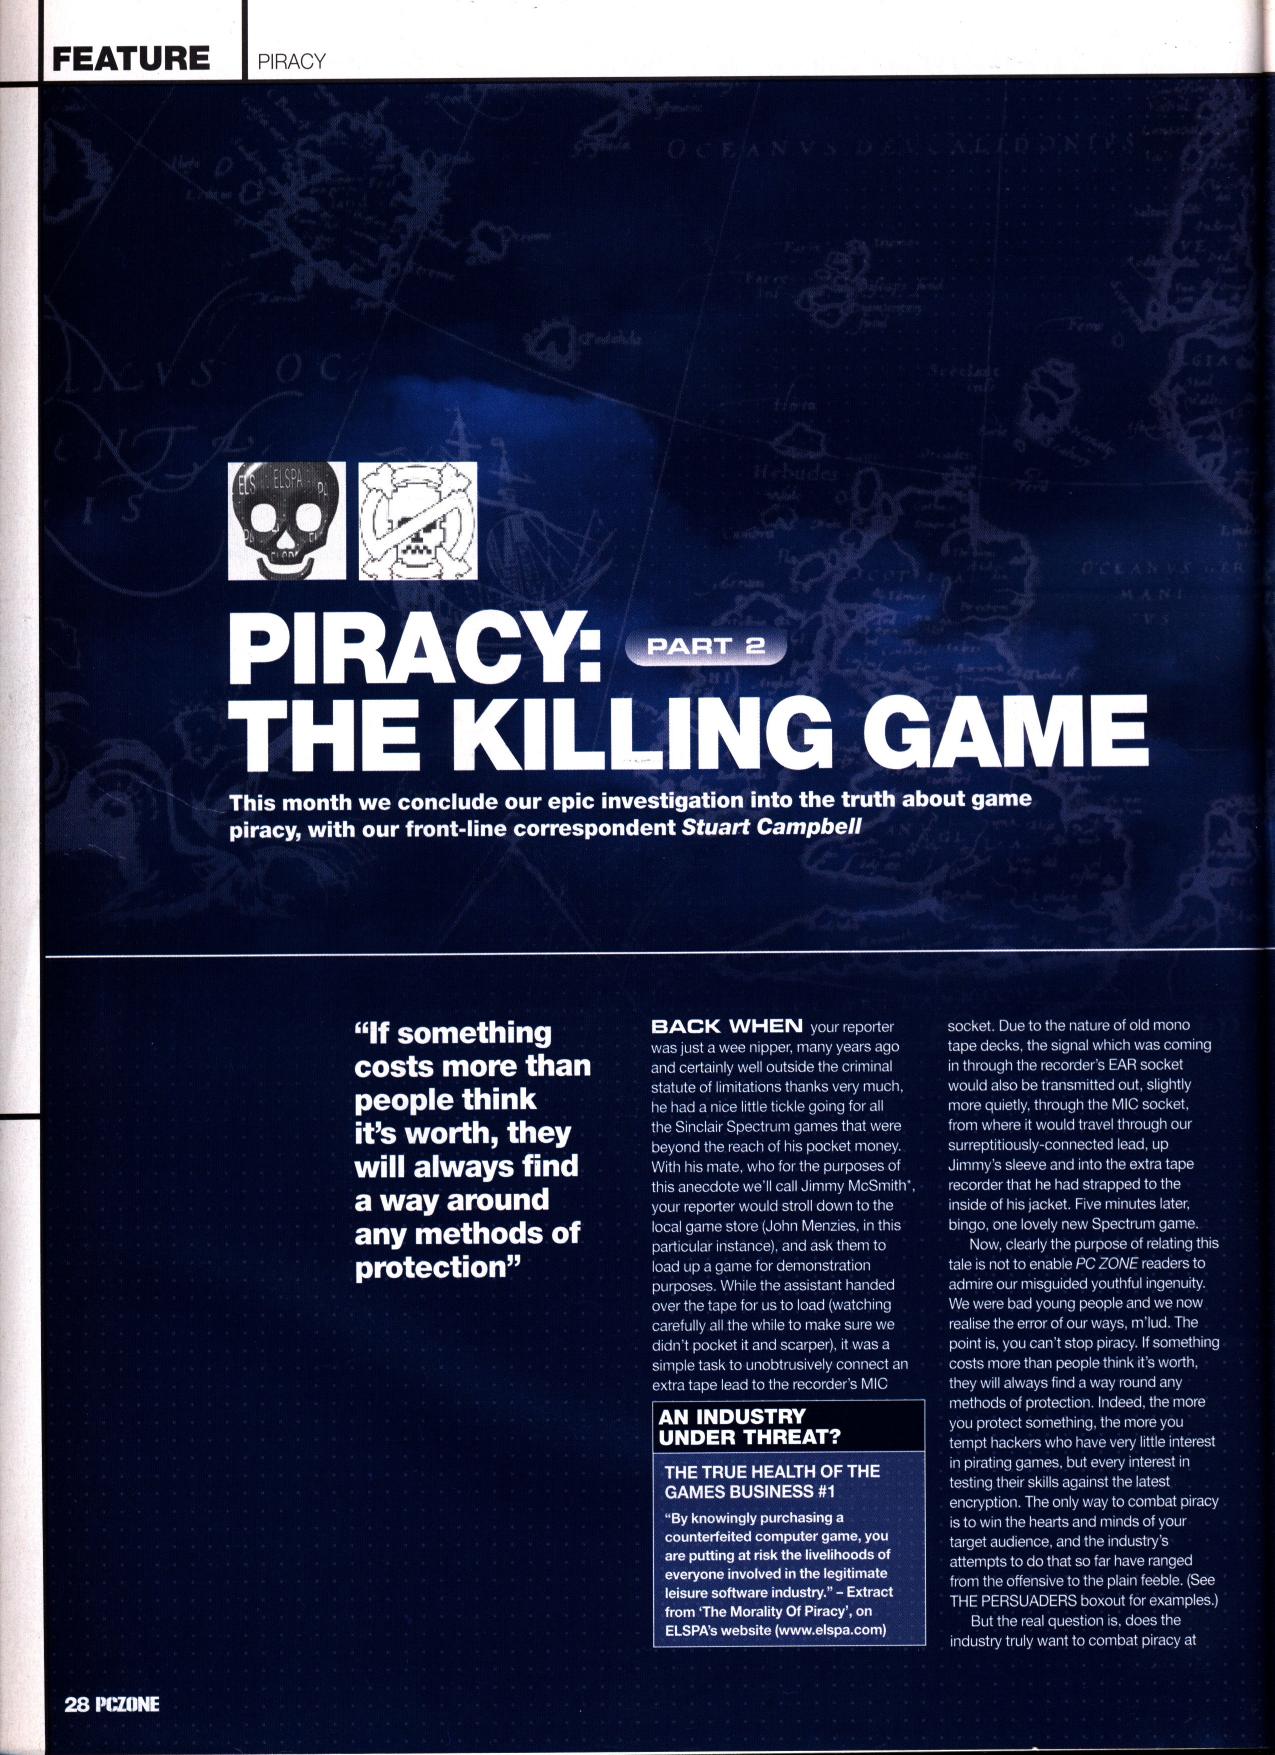 FEATURE
PIRACY
OCEANVS DEVCALIDONIVS
ELSPA
PIRACY:
PART 2
THE KILLING GAME
This month we conclude our epic investigation into the truth about game
piracy, with our front-line correspondent Stuart Campbell
“If something
costs more than
people think
it’s worth, they
will always find
a way around
any methods of
protection”
BACK WHEN your reporter
was just a wee nipper, many years ago
and certainly well outside the criminal
statute of limitations thanks very much,
he had a nice little tickle going for all
the Sinclair Spectrum games that were
beyond the reach of his pocket money.
With his mate, who for the purposes of
this anecdote we’ll call Jimmy McSmith*,
your reporter would stroll down to the
local game store (John Menzies, in this
particular instance), and ask them to
load up a game for demonstration
purposes. While the assistant handed
over the tape for us to load (watching
carefully all the while to make sure we
didn’t pocket it and scarper), it was a
simple task to unobtrusively connect an
extra tape lead to the recorder’s MIC
AN INDUSTRY
UNDER THREAT?
THE TRUE HEALTH OF THE
GAMES BUSINESS #1
“By knowingly purchasing a
counterfeited computer game, you
are putting at risk the livelihoods of
everyone involved in the legitimate
leisure software industry.” – Extract
from ‘The Morality Of Piracy’, on
ELSPA’s website (www.elspa.com)
socket. Due to the nature of old mono
tape decks, the signal which was coming
in through the recorder’s EAR socket
would also be transmitted out, slightly
more quietly, through the MIC socket,
from where it would travel through our
surreptitiously-connected lead, up
Jimmy’s sleeve and into the extra tape
recorder that he had strapped to the
inside of his jacket. Five minutes later,
bingo, one lovely new Spectrum game.
Now, clearly the purpose of relating this
tale is not to enable PC ZONE readers to
admire our misguided youthful ingenuity.
We were bad young people and we now
realise the error of our ways, m’lud. The
point is, you can’t stop piracy. If something
costs more than people think it’s worth,
they will always find a way round any
methods of protection. Indeed, the more
you protect something, the more you
tempt hackers who have very little interest
in pirating games, but every interest in
testing their skills against the latest
encryption. The only way to combat piracy
is to win the hearts and minds of your
target audience, and the industry’s
attempts to do that so far have ranged
from the offensive to the plain feeble. (See
THE PERSUADERS boxout for examples.)
But the real question is, does the
industry truly want to combat piracy at
28 PCZONE